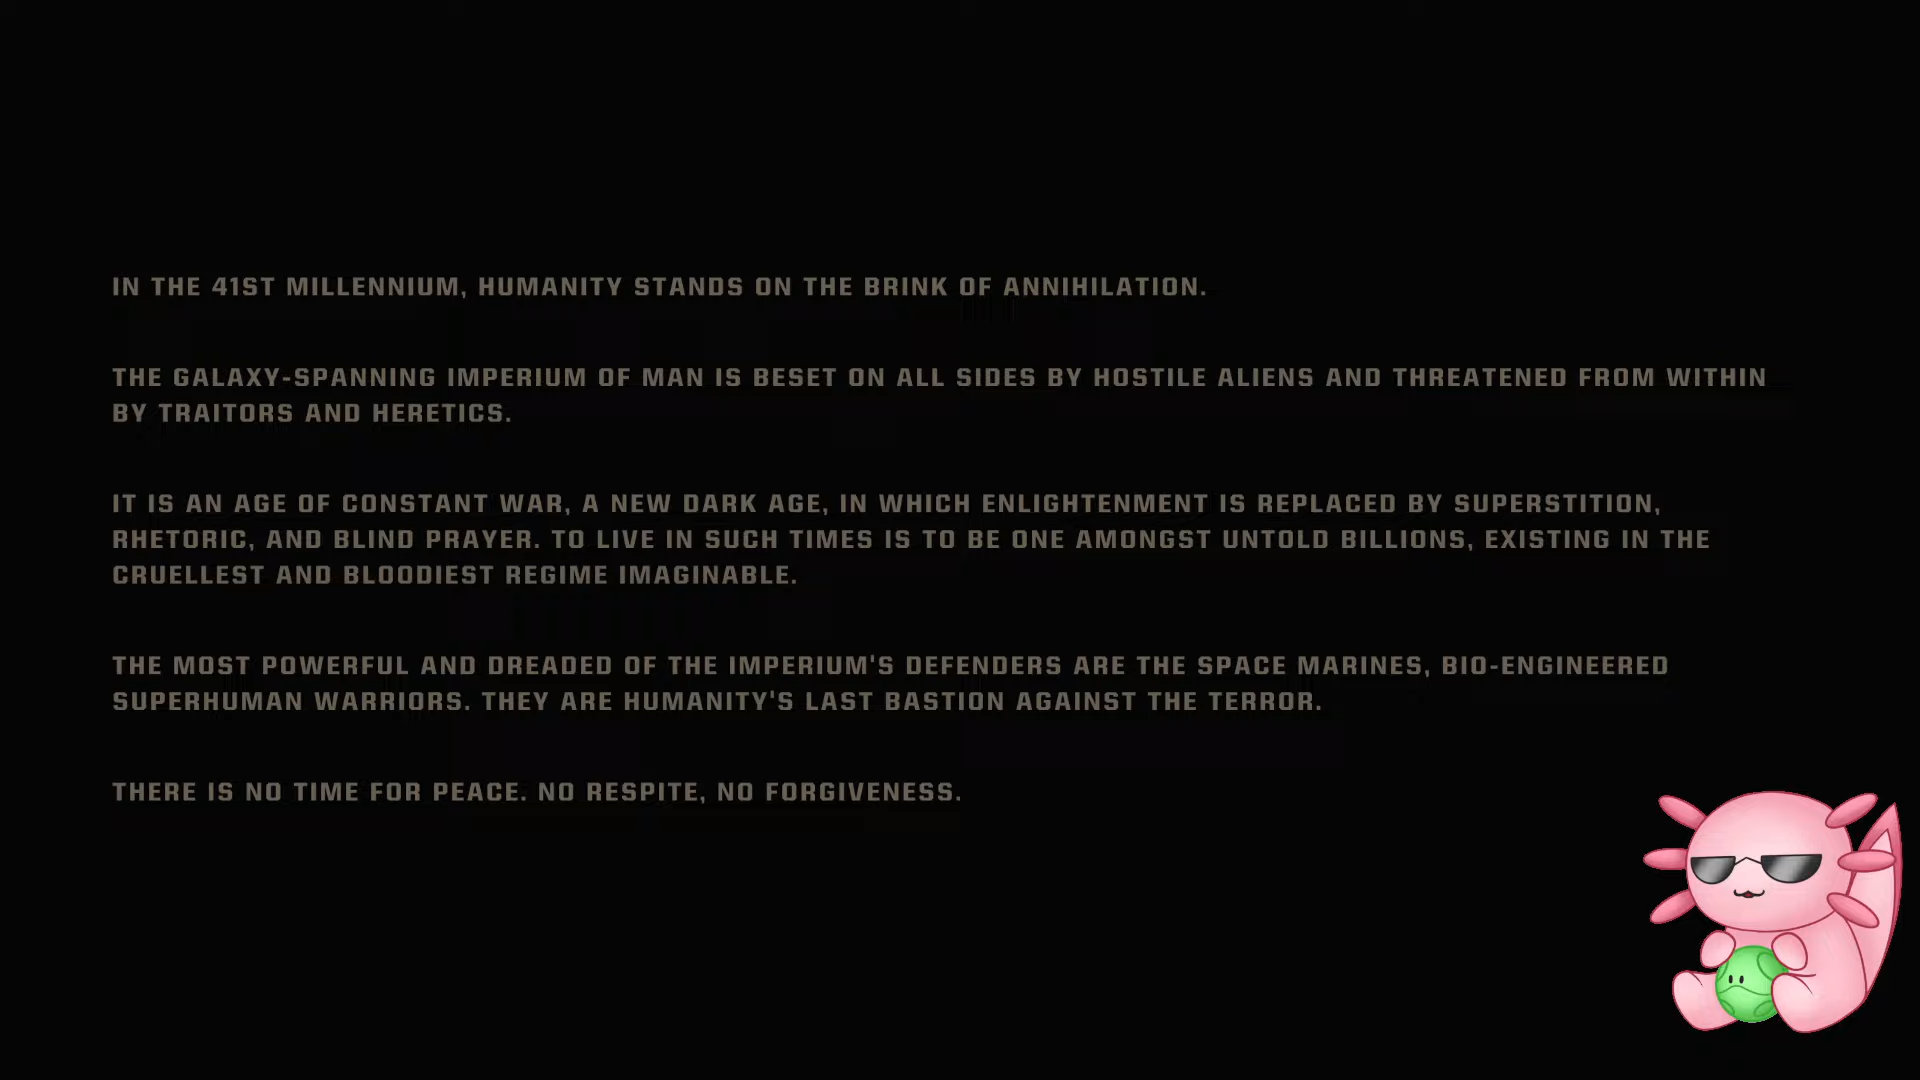 IN THE 41ST MILLENNIUM, HUMANITY STANDS ON THE BRINK OF ANNIHILATION.
THE GALAXY-SPANNING IMPERIUM OF MAN IS BESET ON ALL SIDES BY HOSTILE ALIENS AND THREATENED FROM WITHIN
BY TRAITORS AND HERETICS.
IT IS AN AGE OF CONSTANT WAR, A NEW DARK AGE, IN WHICH ENLIGHTENMENT IS REPLACED BY SUPERSTITION,
RHETORIC, AND BLIND PRAYER. TO LIVE IN SUCH TIMES IS TO BE ONE AMONGST UNTOLD BILLIONS, EXISTING IN THE
CRUELLEST AND BLOODIEST REGIME IMAGINABLE.
THE MOST POWERFUL AND DREADED OF THE IMPERIUM'S DEFENDERS ARE THE SPACE MARINES, BIO-ENGINEERED
SUPERHUMAN WARRIORS. THEY ARE HUMANITY'S LAST BASTION AGAINST THE TERROR.
THERE IS NO TIME FOR PEACE. NO RESPITE, NO FORGIVENESS.